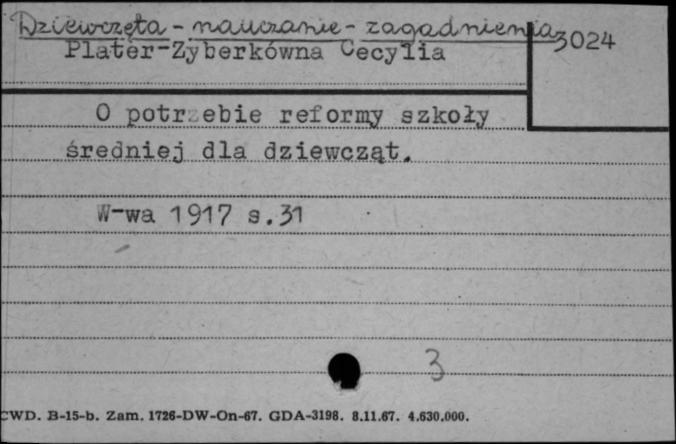 Dziewczęta - nauczanie - zagadnienia
3024
Plater-Zyberkówna Cecylia
O potrzebie reformy szkoły
średniej dla dziewcząt.
W-wa 1917 s.31
3
CWD. B-15-b. Zam. 1726-DW-On-67. GDA-3198. 8.11.67. 4.630.000.